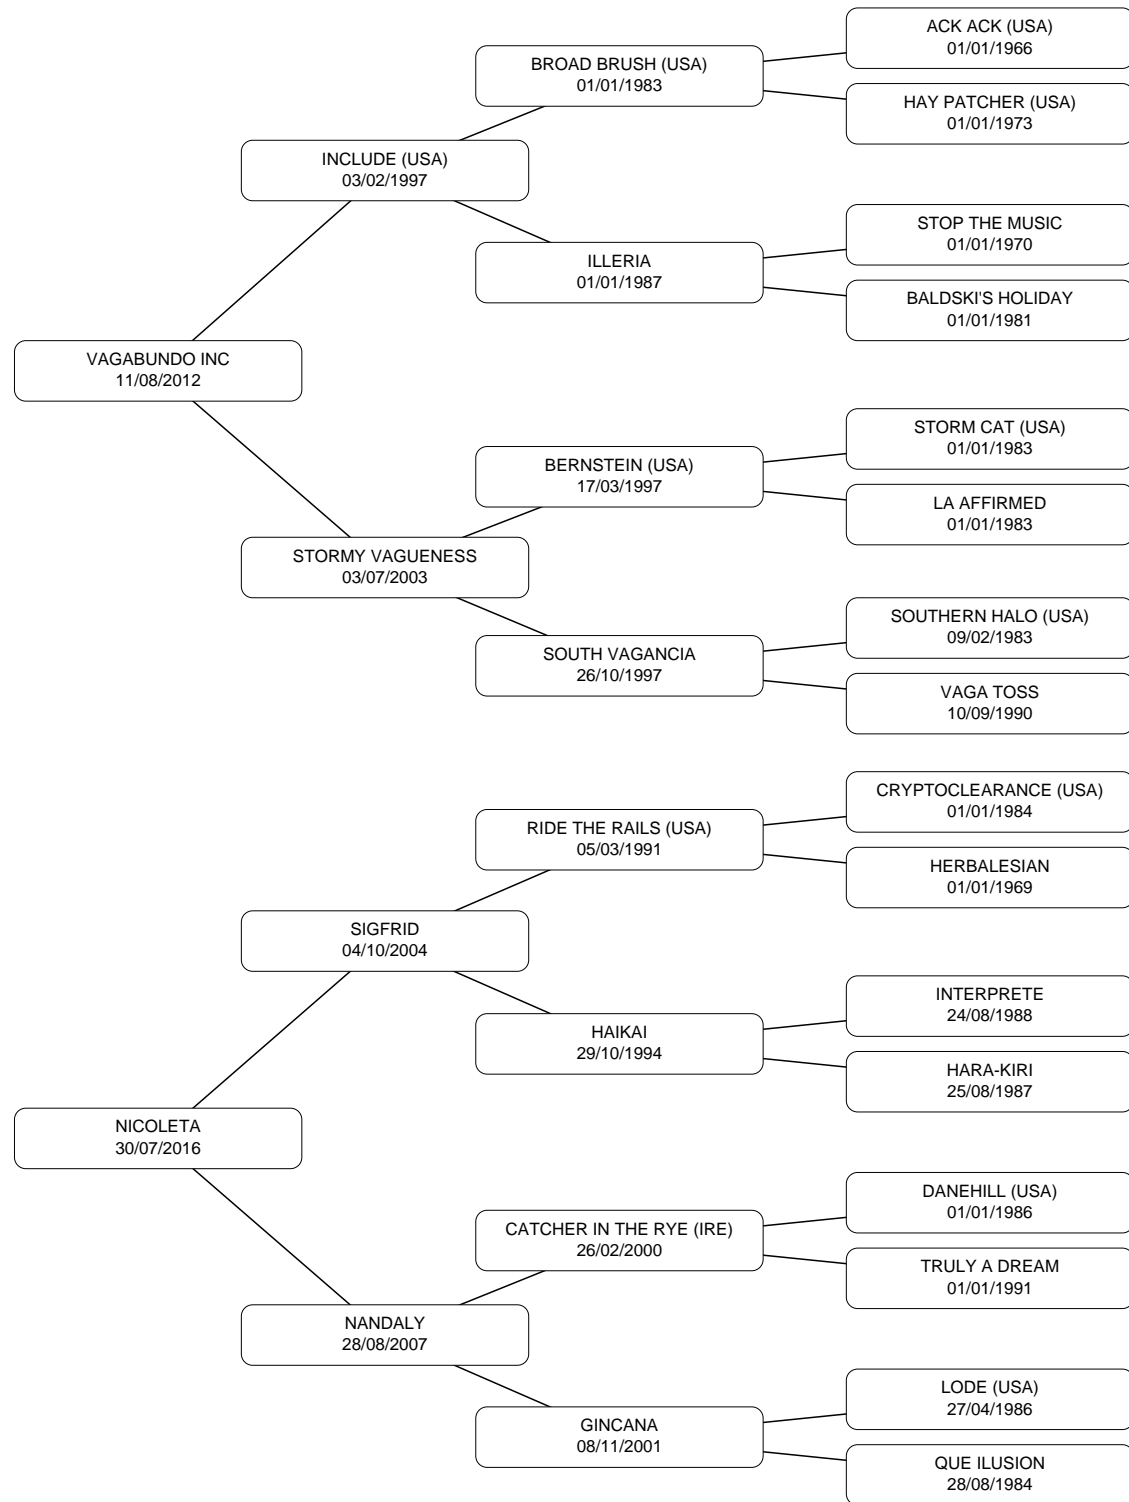 ACK ACK (USA)
01/01/1966
BROAD BRUSH (USA)
01/01/1983
HAY PATCHER (USA)
01/01/1973
INCLUDE (USA)
03/02/1997
STOP THE MUSIC
01/01/1970
ILLERIA
01/01/1987
BALDSKI'S HOLIDAY
01/01/1981
VAGABUNDO INC
11/08/2012
STORM CAT (USA)
01/01/1983
BERNSTEIN (USA)
17/03/1997
LA AFFIRMED
01/01/1983
STORMY VAGUENESS
03/07/2003
SOUTHERN HALO (USA)
09/02/1983
SOUTH VAGANCIA
26/10/1997
VAGA TOSS
10/09/1990
CRYPTOCLEARANCE (USA)
01/01/1984
RIDE THE RAILS (USA)
05/03/1991
HERBALESIAN
01/01/1969
SIGFRID
04/10/2004
INTERPRETE
24/08/1988
HAIKAI
29/10/1994
HARA-KIRI
25/08/1987
NICOLETA
30/07/2016
DANEHILL (USA)
01/01/1986
CATCHER IN THE RYE (IRE)
26/02/2000
TRULY A DREAM
01/01/1991
NANDALY
28/08/2007
LODE (USA)
27/04/1986
GINCANA
08/11/2001
QUE ILUSION
28/08/1984